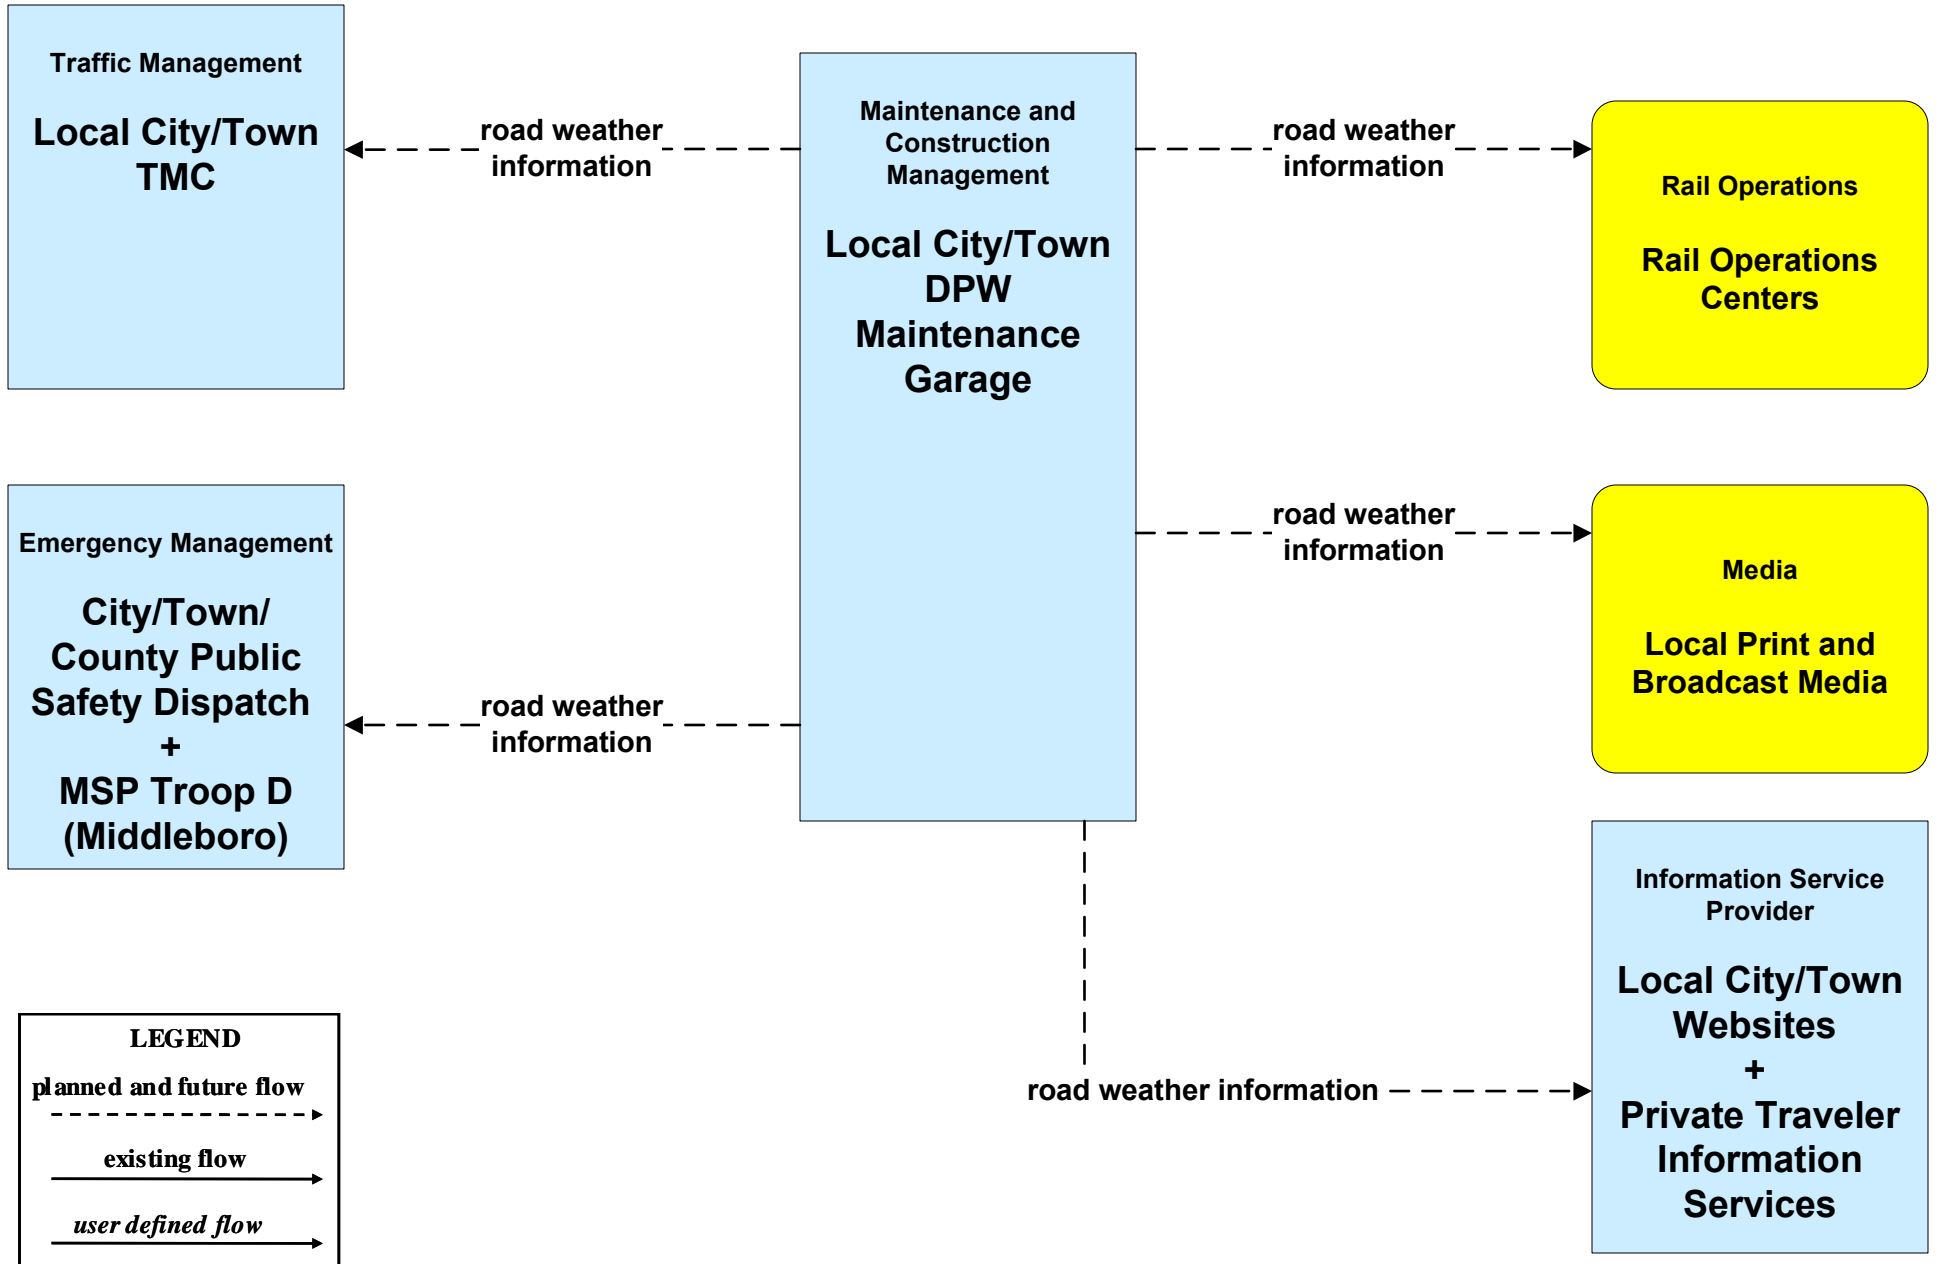 Traffic Management
Local City/Town
TMC
road weather
information
Maintenance and
Construction
Management
Local City/Town
DPW
Maintenance
Garage
road weather
information
Rail Operations
Rail Operations
Centers
Emergency Management
City/Town/
County Public
Safety Dispatch
+
MSP Troop D
(Middleboro)
road weather
information
road weather
information
Media
Local Print and
Broadcast Media
road weather information
Information Service
Provider
Local City/Town
Websites
+
Private Traveler
Information
Services
LEGEND
planned and future flow
existing flow
user defined flow